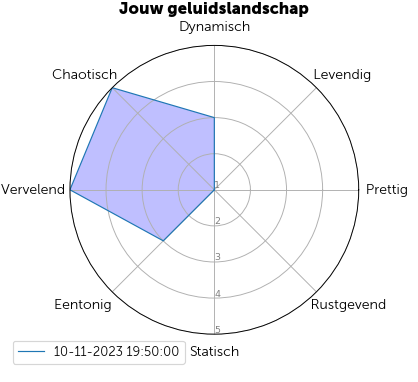 Jouw geluidslandschap
Dynamisch
Chaotisch
Levendig
Vervelend
1
Prettig
2
3
4
Eentonig
Rustgevend
5
10-11-2023 19:50:00
Statisch